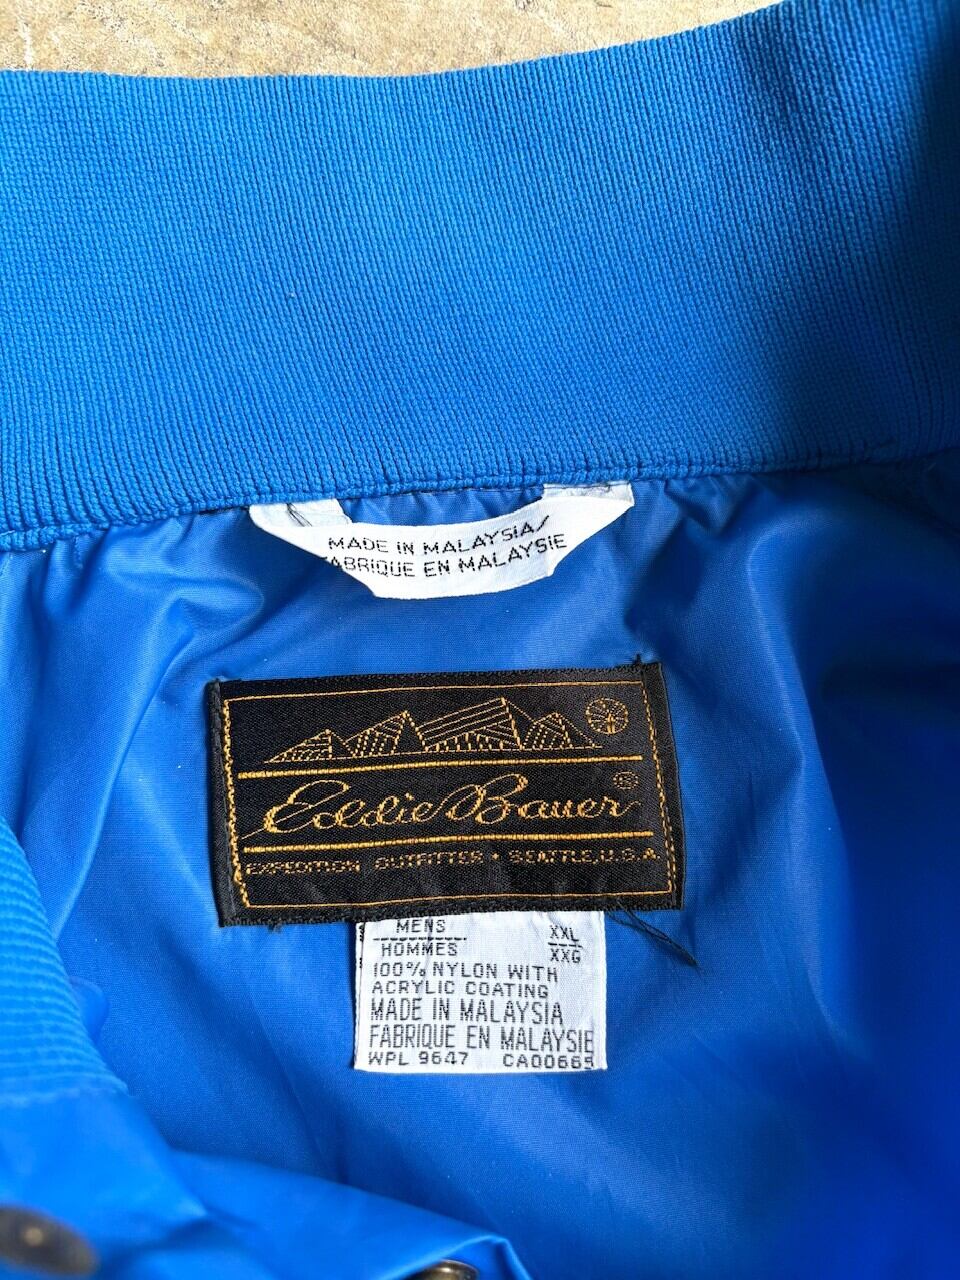 MADE IN MALAYSIA/
FABRIQUE EN MALAYSIE
Eddie Bauer®
EXPEDITION OUTFITTER • SEATTLE, U.S.A.
MENS XXL
HOMMES XXG
100% NYLON WITH
ACRYLIC COATING
MADE IN MALAYSIA
FABRIQUE EN MALAYSIE
WPL 9647 CA00665